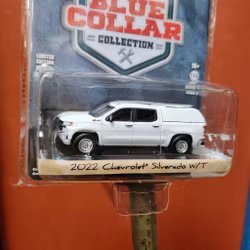 BLUE
COLLAR
COLLECTION
2022 Chevrolet Silverado W/T